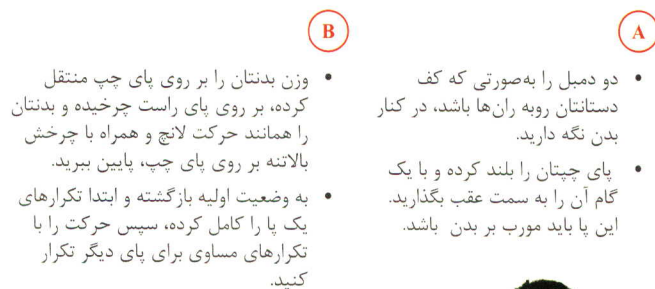 A
• دو دمبل را به‌صورتی که کف
دستانتان روبه ران‌ها باشد، در کنار
بدن نگه دارید.
• پای چپتان را بلند کرده و با یک
گام آن را به سمت عقب بگذارید.
این پا باید مورب بر بدن باشد.
B
• وزن بدنتان را بر روی پای چپ منتقل
کرده، بر روی پای راست چرخیده و بدنتان
را همانند حرکت لانچ و همراه با چرخش
بالاتنه بر روی پای چپ، پایین ببرید.
• به وضعیت اولیه بازگشته و ابتدا تکرارهای
یک پا را کامل کرده، سپس حرکت را با
تکرارهای مساوی برای پای دیگر تکرار
کنید.